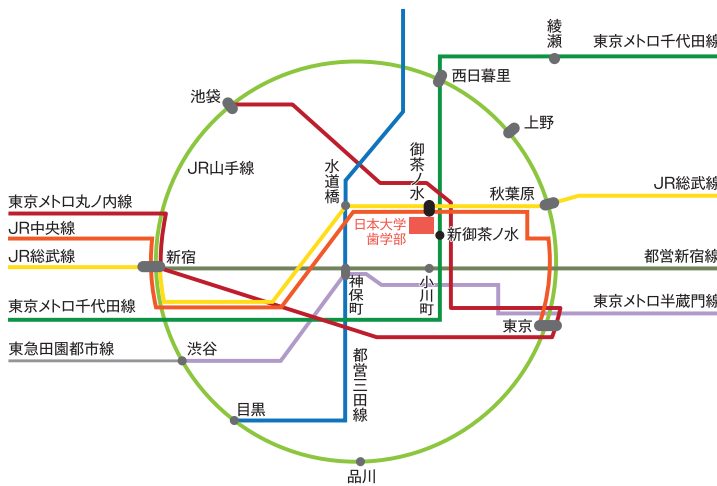 綾瀬
東京メトロ千代田線
西日暮里
池袋
上野
御茶ノ水
JR山手線
水道橋
JR総武線
秋葉原
東京メトロ丸ノ内線
日本大学
歯学部
JR中央線
新御茶ノ水
JR総武線
新宿
都営新宿線
神保町
小川町
東京メトロ千代田線
東京メトロ半蔵門線
東京
東急田園都市線
渋谷
都営三田線
目黒
品川